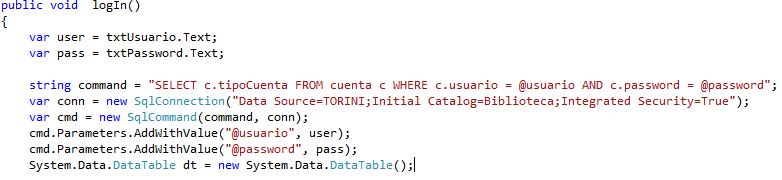 public void  logIn()
{
    var user = txtUsuario.Text;
    var pass = txtPassword.Text;

    string command = "SELECT c.tipoCuenta FROM cuenta c WHERE c.usuario = @usuario AND c.password = @password";
    var conn = new SqlConnection("Data Source=TORINI;Initial Catalog=Biblioteca;Integrated Security=True");
    var cmd = new SqlCommand(command, conn);
    cmd.Parameters.AddWithValue("@usuario", user);
    cmd.Parameters.AddWithValue("@password", pass);
    System.Data.DataTable dt = new System.Data.DataTable();